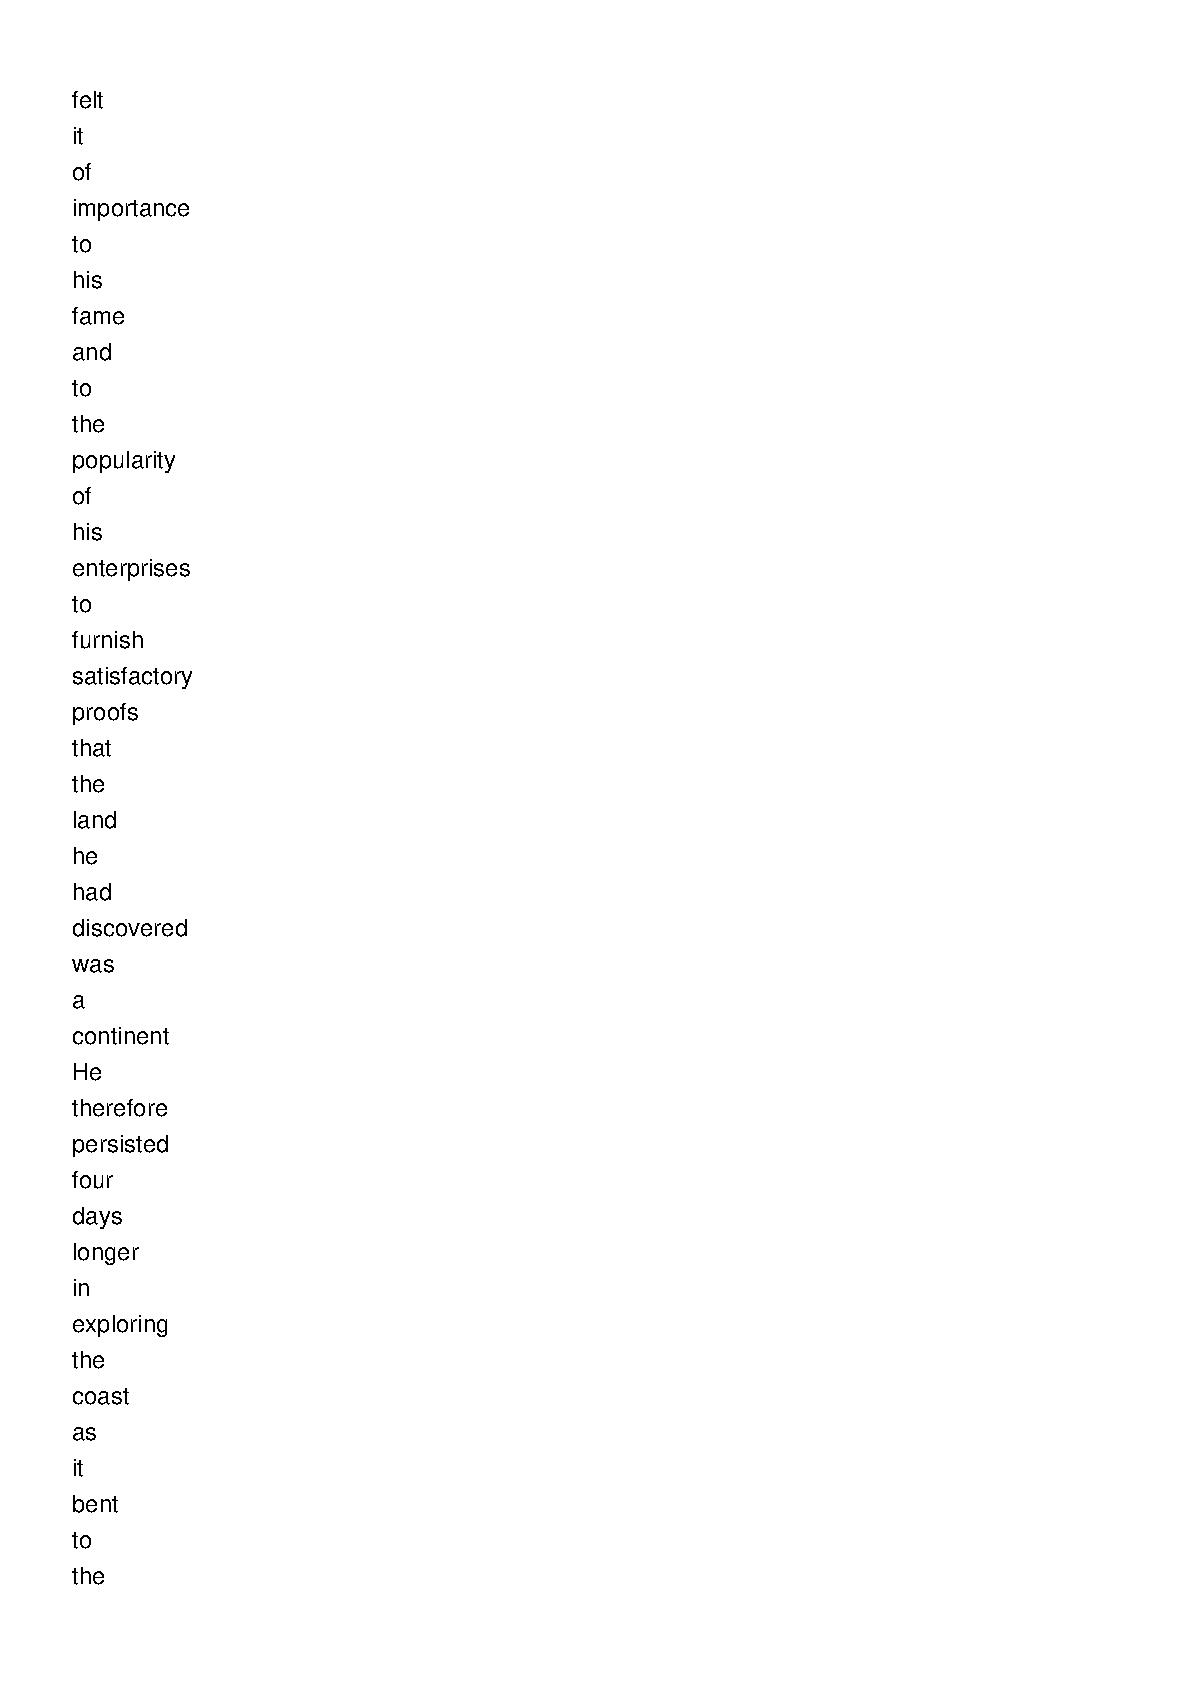 felt
it
of
importance
to
his
fame
and
to
the
popularity
of
his
enterprises
to
furnish
satisfactory
proofs
that
the
land
he
had
discovered
was
a
continent
He
therefore
persisted
four
days
longer
in
exploring
the
coast
as
it
bent
to
the